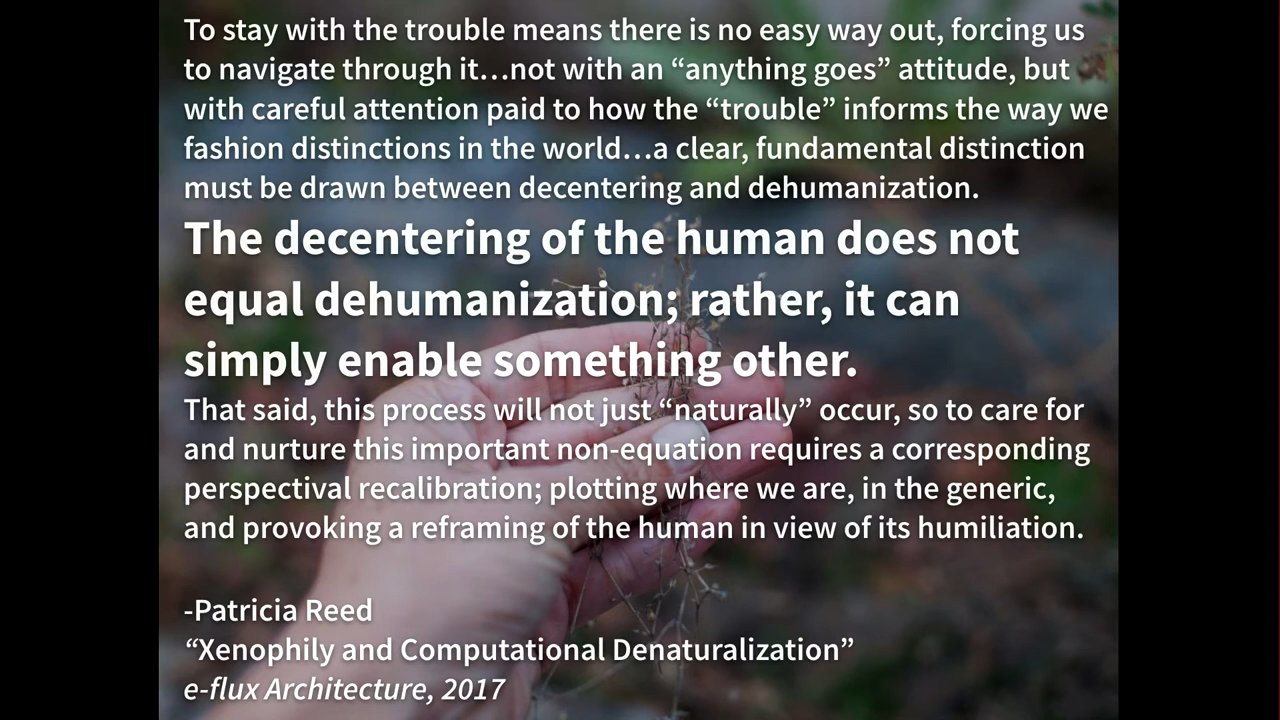 To stay with the trouble means there is no easy way out, forcing us
to navigate through it…not with an “anything goes” attitude, but
with careful attention paid to how the “trouble” informs the way we
fashion distinctions in the world…a clear, fundamental distinction
must be drawn between decentering and dehumanization.
The decentering of the human does not
equal dehumanization; rather, it can
simply enable something other.
That said, this process will not just “naturally” occur, so to care for
and nurture this important non-equation requires a corresponding
perspectival recalibration; plotting where we are, in the generic,
and provoking a reframing of the human in view of its humiliation.
-Patricia Reed
“Xenophily and Computational Denaturalization”
e-flux Architecture, 2017